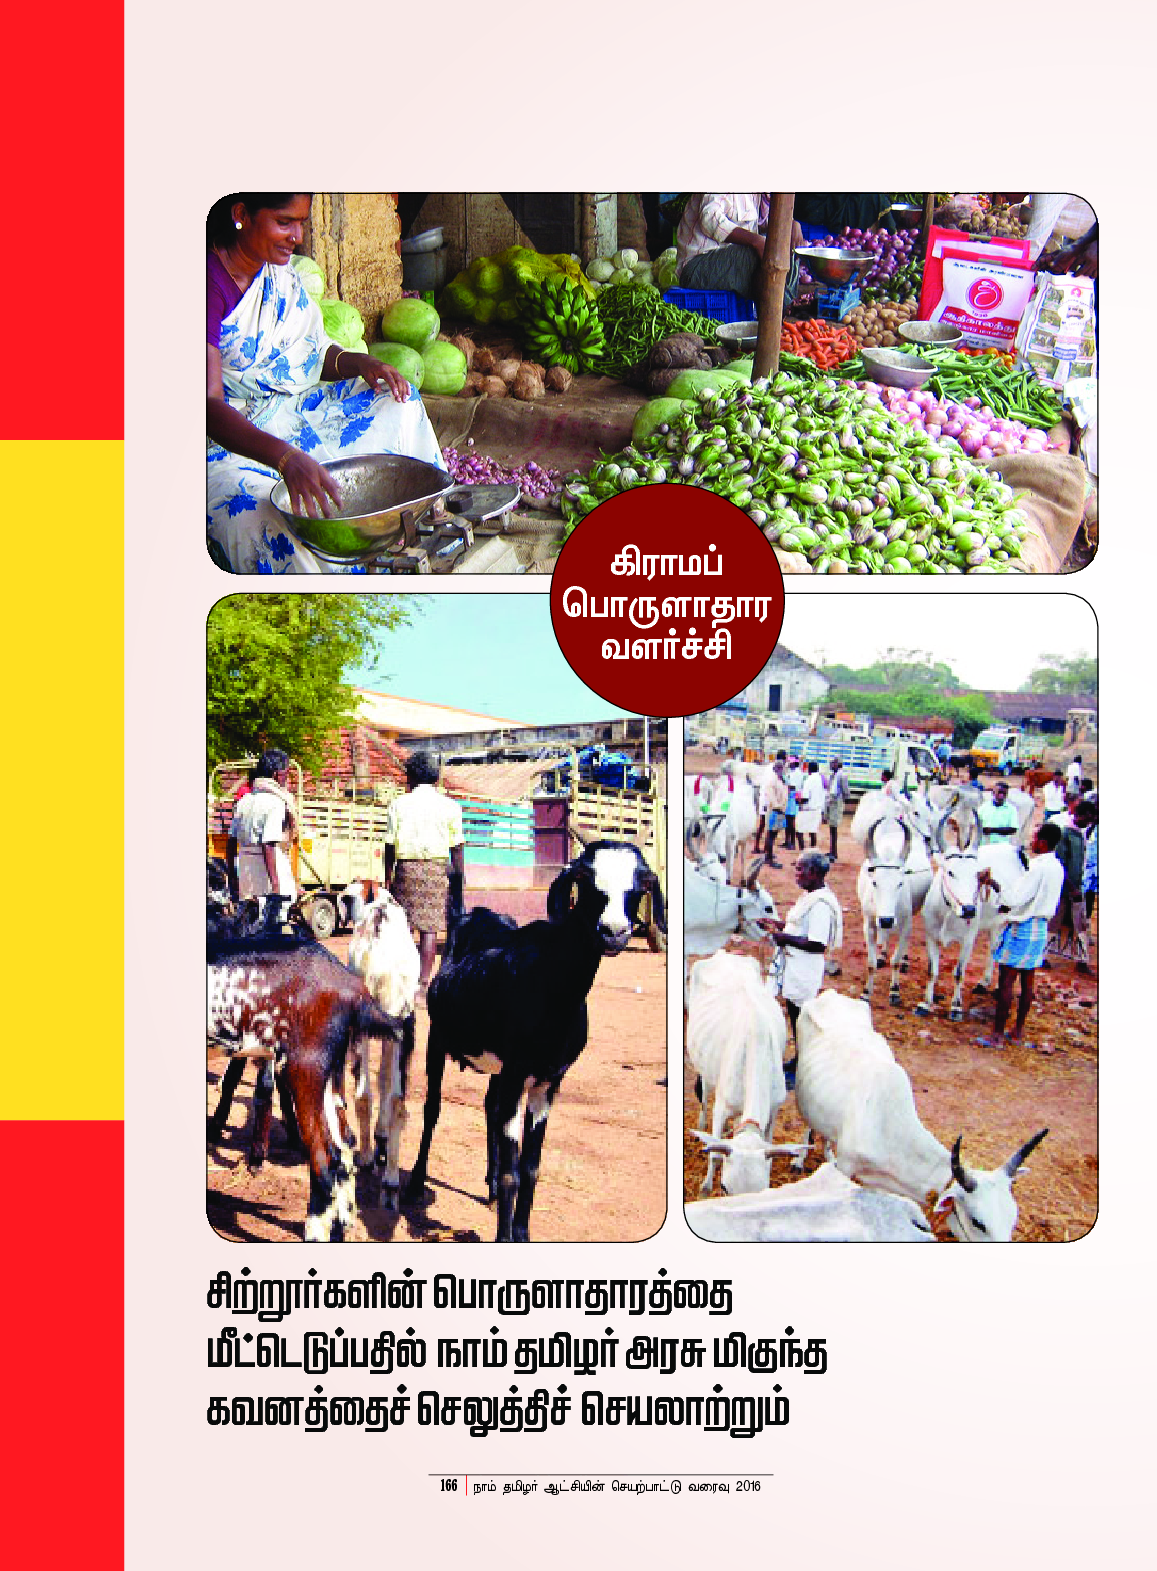 கிராமப்
பொருளாதார
வளர்ச்சி
சிற்றூர்களின் பொருளாதாரத்தை
மீட்டெடுப்பதில் நாம் தமிழர் அரசு மிகுந்த
கவனத்தைச் செலுத்திச் செயலாற்றும்
166 நாம் தமிழர் ஆட்சியின் செயற்பாட்டு வரைவு 2016